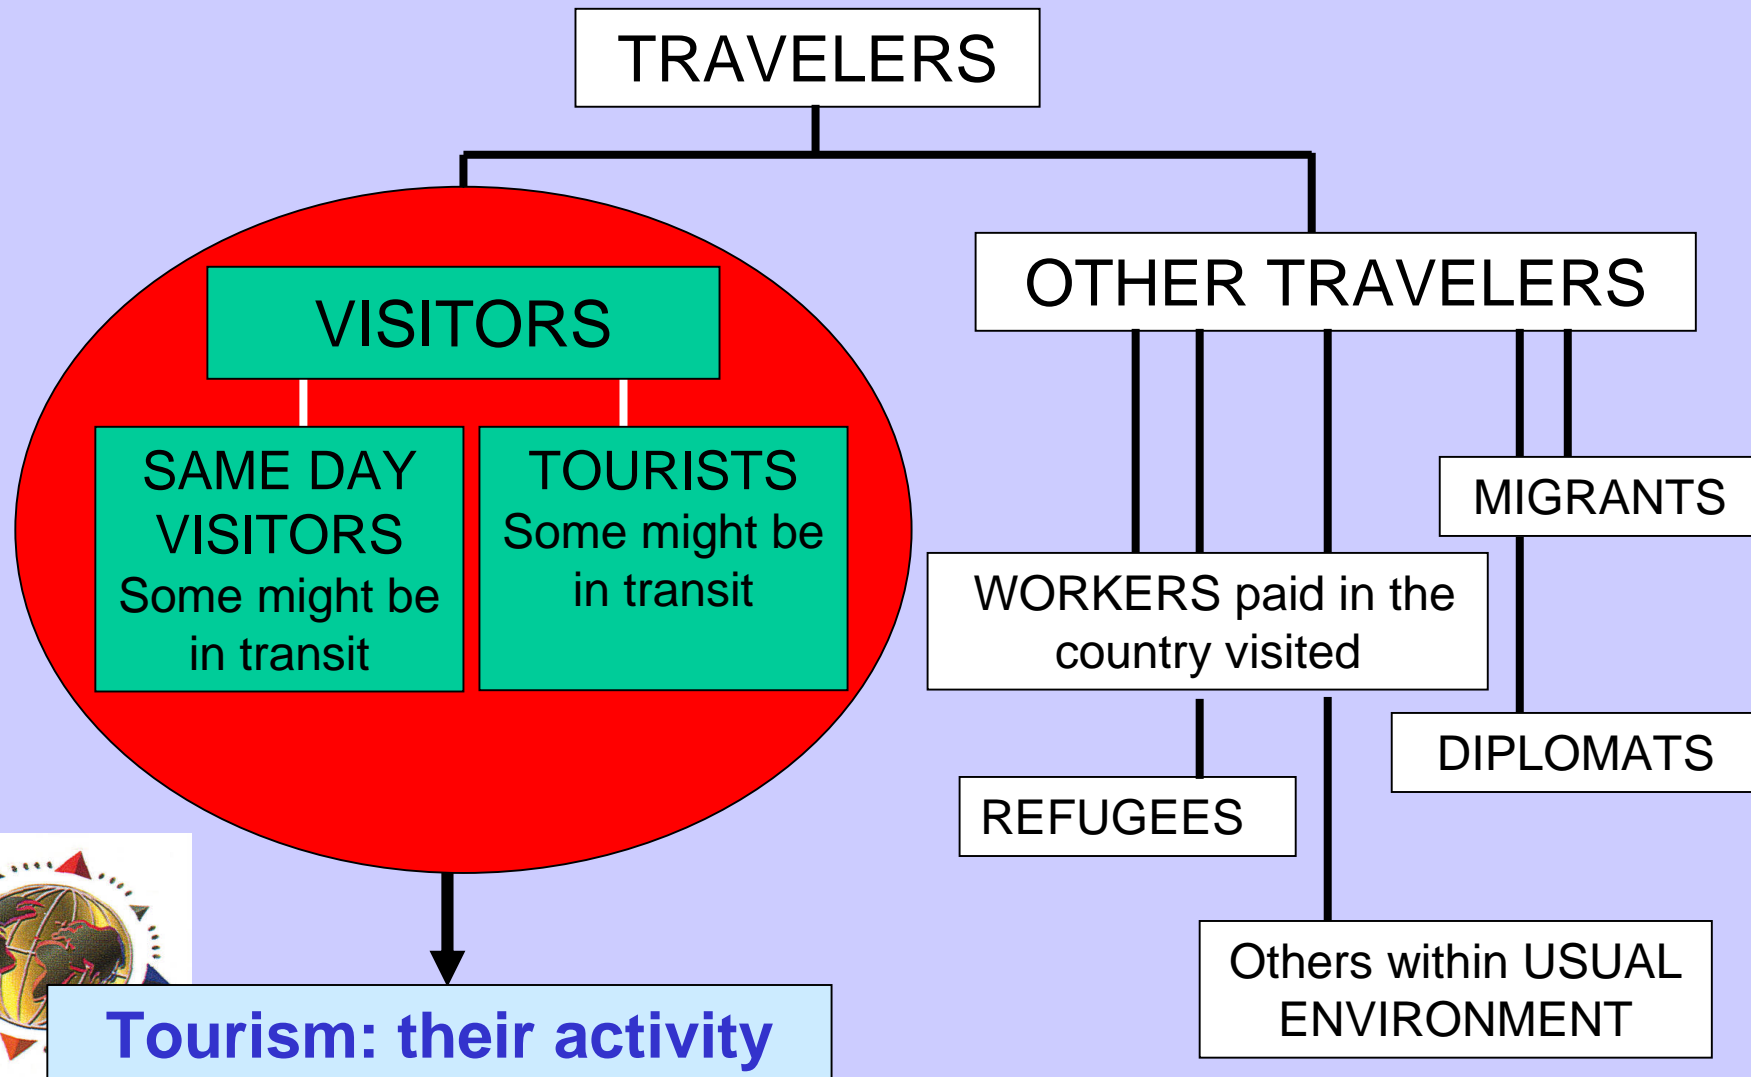 TRAVELERS
VISITORS
SAME DAY
VISITORS
Some might be
in transit
TOURISTS
Some might be
in transit
OTHER TRAVELERS
MIGRANTS
WORKERS paid in the
country visited
DIPLOMATS
REFUGEES
Others within USUAL
ENVIRONMENT
Tourism: their activity